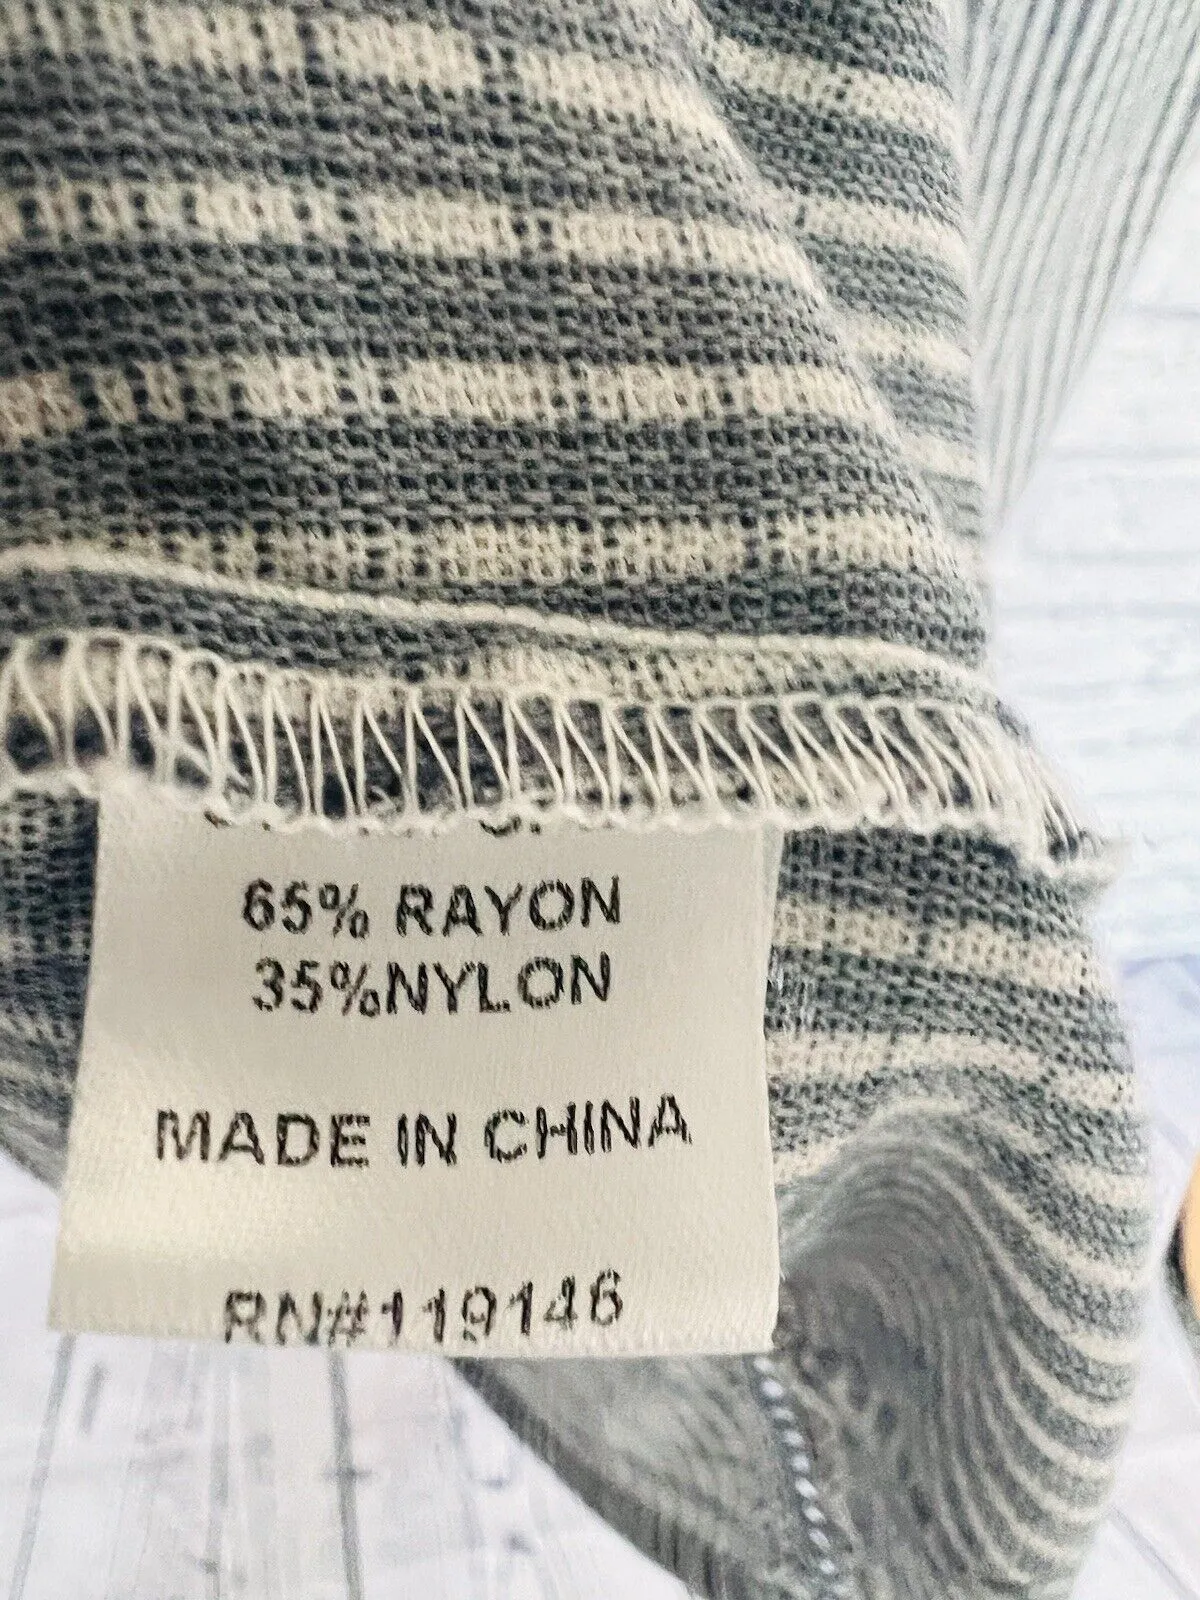 65% RAYON
35%NYLON
MADE IN CHINA
RN#119146